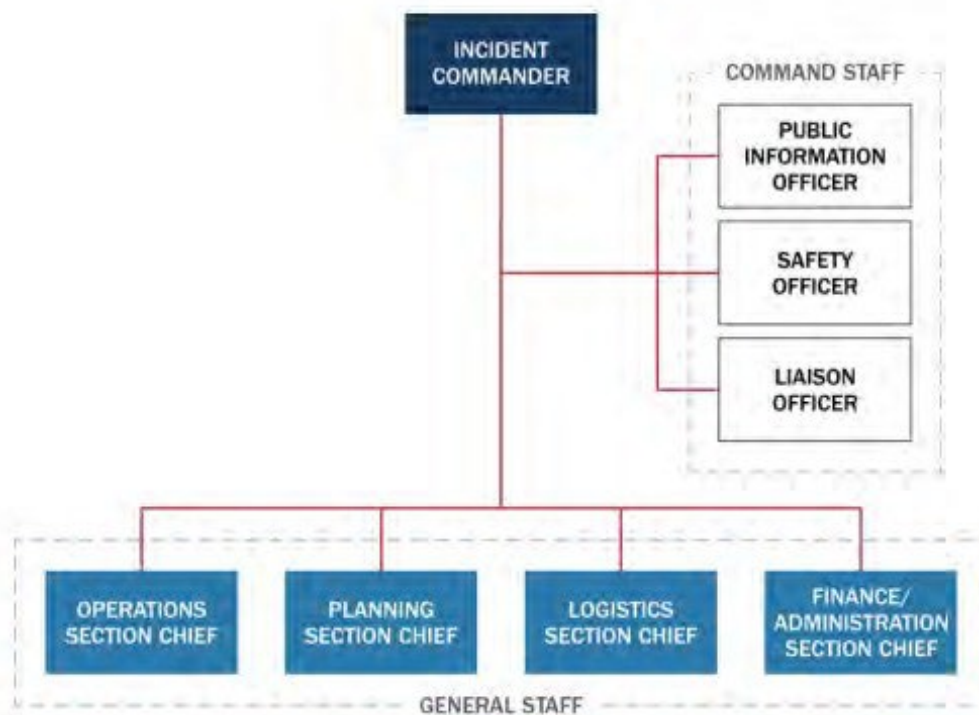 INCIDENT
COMMANDER
COMMAND STAFF
PUBLIC
INFORMATION
OFFICER
SAFETY
OFFICER
LIAISON
OFFICER
OPERATIONS
SECTION CHIEF
PLANNING
SECTION CHIEF
LOGISTICS
SECTION CHIEF
FINANCE/
ADMINISTRATION
SECTION CHIEF
GENERAL STAFF